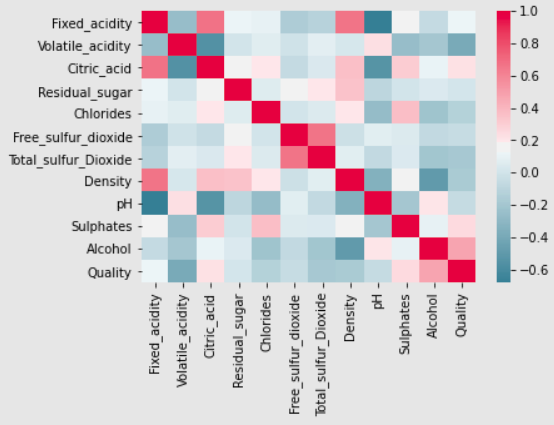 Fixed_acidity
Volatile_acidity
Citric_acid
Residual_sugar
Chlorides
Free_sulfur_dioxide
Total_sulfur_Dioxide
Density
pH
Sulphates
Alcohol
Quality
1.0
0.8
0.6
0.4
0.2
0.0
−0.2
−0.4
−0.6
Fixed_acidity
Volatile_acidity
Citric_acid
Residual_sugar
Chlorides
Free_sulfur_dioxide
Total_sulfur_Dioxide
Density
pH
Sulphates
Alcohol
Quality